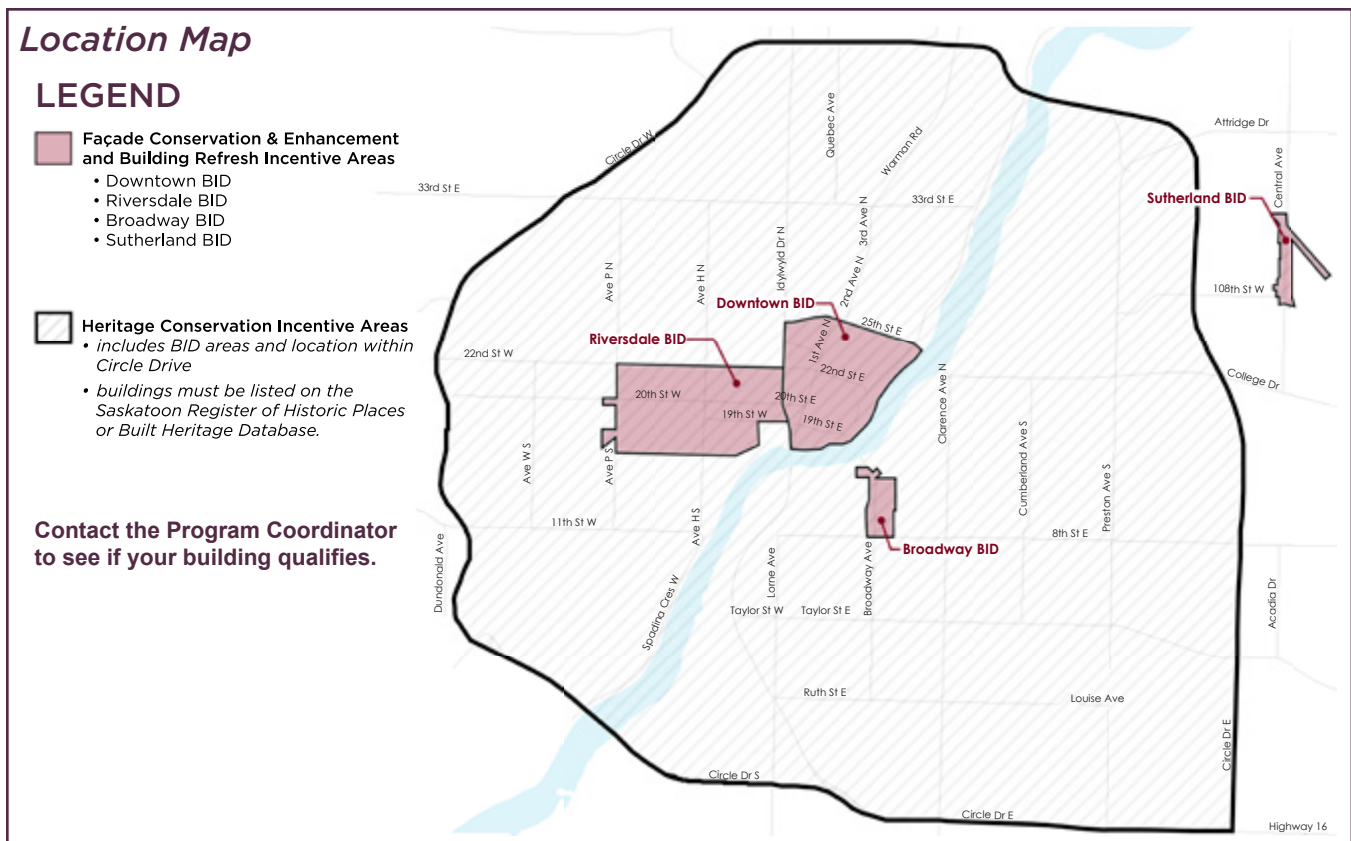 Location Map
LEGEND
Façade Conservation & Enhancement
and Building Refresh Incentive Areas
• Downtown BID
• Riversdale BID
• Broadway BID
• Sutherland BID
Heritage Conservation Incentive Areas
• includes BID areas and location within
Circle Drive
• buildings must be listed on the
Saskatoon Register of Historic Places
or Built Heritage Database.
Contact the Program Coordinator
to see if your building qualifies.
Circle Dr W
Quebec Ave
Warman Rd
Attridge Dr
Central Ave
33rd St E
33rd St E
Sutherland BID
3rd Ave N
Idylwyld Dr N
Ave P N
Ave H N
2nd Ave N
108th St W
Downtown BID
25th St E
1st Ave N
Riversdale BID
22nd St W
22nd St E
College Dr
20th St W
20th St E
19th St W
19th St E
Clarence Ave N
Cumberland Ave S
Preston Ave S
Ave W S
Ave P S
Ave H S
11th St W
8th St E
Broadway BID
Dundonald Ave
Spadina Cres W
Lorne Ave
Broadway Ave
Acadia Dr
Taylor St W
Taylor St E
Ruth St E
Louise Ave
Circle Dr E
Circle Dr S
Circle Dr E
Highway 16